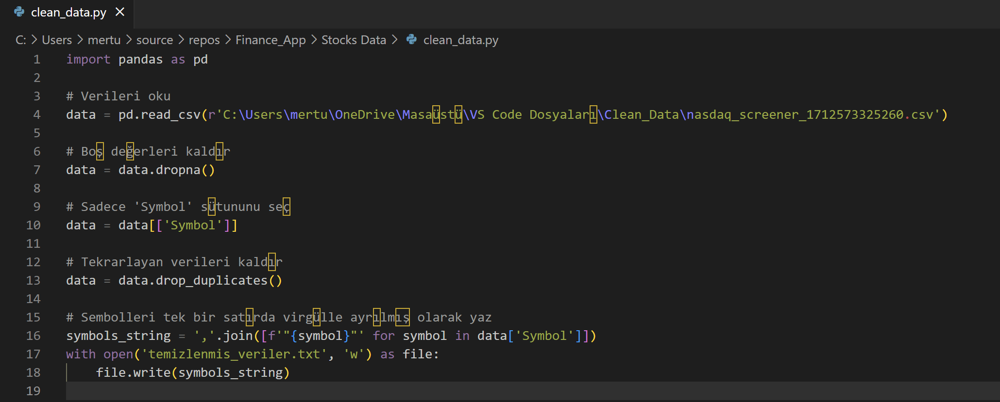 clean_data.py
C: > Users > mertu > source > repos > Finance_App > Stocks Data > clean_data.py
1 import pandas as pd
2
3 # Verileri oku
4 data = pd.read_csv(r'C:\Users\mertu\OneDrive\Masaüstü\VS Code Dosyaları\Clean_Data\nasdaq_screener_1712573325260.csv')
5
6 # Boş değerleri kaldır
7 data = data.dropna()
8
9 # Sadece 'Symbol' sütununu seç
10 data = data[['Symbol']]
11
12 # Tekrarlayan verileri kaldır
13 data = data.drop_duplicates()
14
15 # Sembolleri tek bir satırda virgülle ayrılmış olarak yaz
16 symbols_string = ','.join([f'"{symbol}"' for symbol in data['Symbol']])
17 with open('temizlenmis_veriler.txt', 'w') as file:
18     file.write(symbols_string)
19